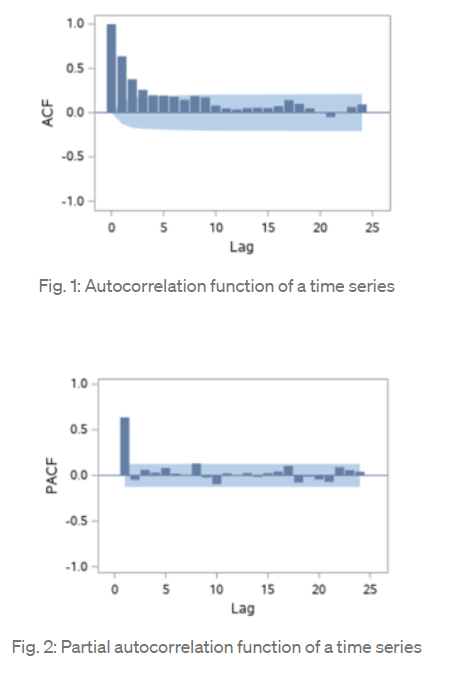 1.0
0.5
0.0
-0.5
-1.0
ACF
0 5 10 15 20 25
Lag
Fig. 1: Autocorrelation function of a time series
1.0
0.5
0.0
-0.5
-1.0
PACF
0 5 10 15 20 25
Lag
Fig. 2: Partial autocorrelation function of a time series